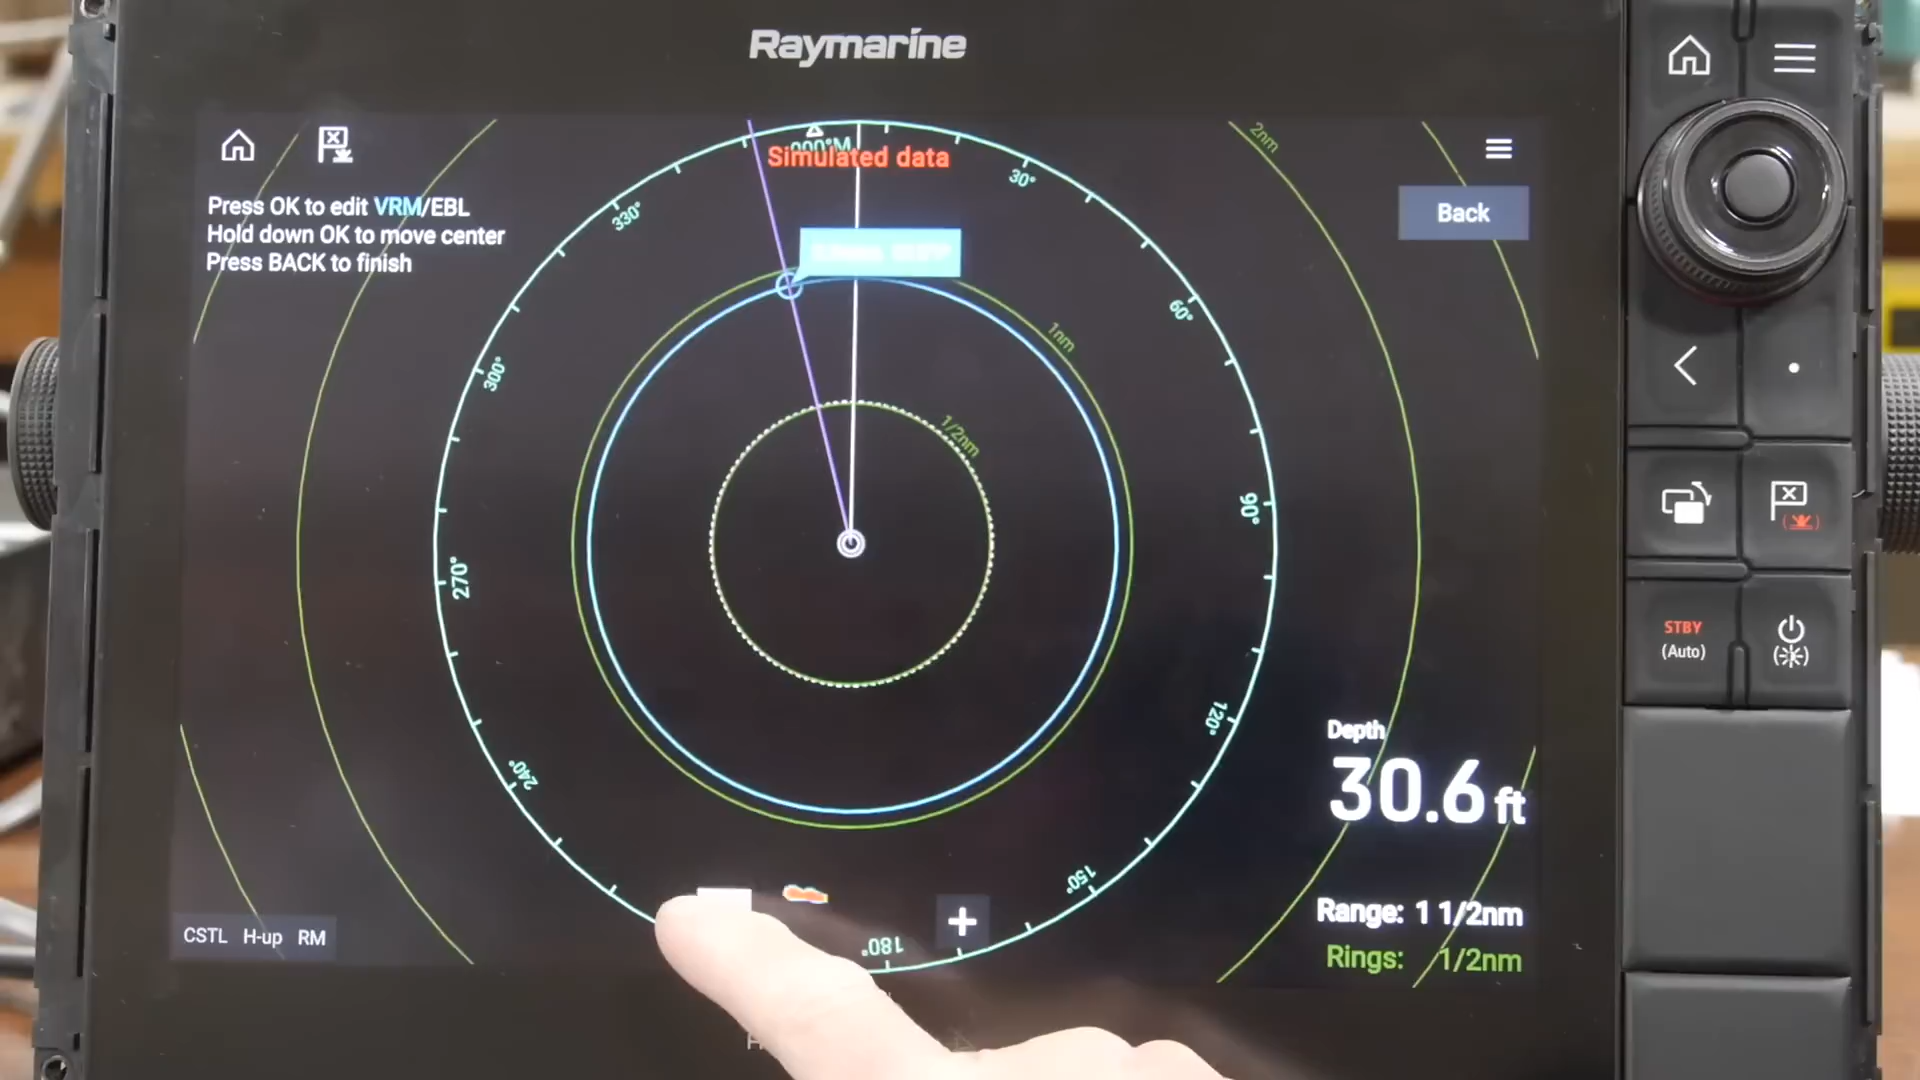 Raymarine
000°M
Simulated data
2nm
Press OK to edit VRM/EBL
Hold down OK to move center
Press BACK to finish
Back
330°
30°
60°
1nm
300°
1/2nm
90°
270°
STBY
(Auto)
120°
Depth
30.6 ft
240°
150°
Range: 1 1/2nm
CSTL H-up RM
180°
Rings: 1/2nm